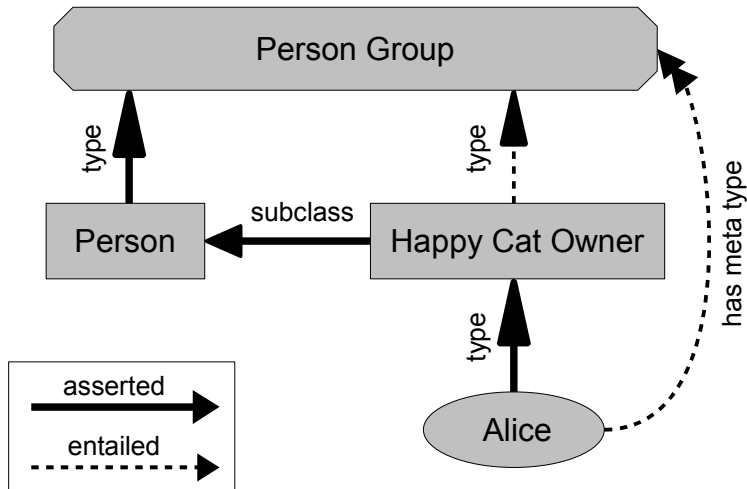 Person Group
type
type
has meta type
subclass
Person
Happy Cat Owner
type
asserted
entailed
Alice